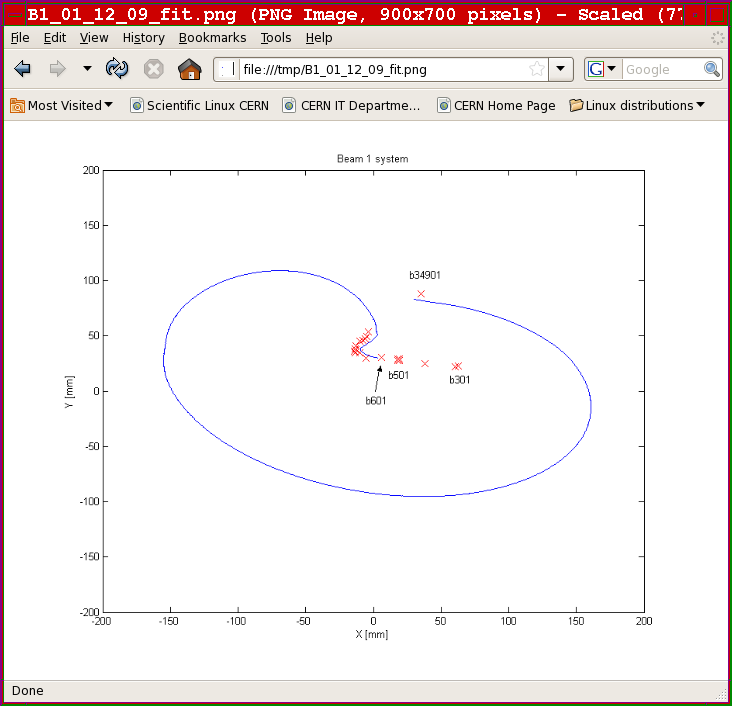 B1_01_12_09_fit.png (PNG Image, 900x700 pixels) - Scaled (77
File Edit View History Bookmarks Tools Help
file:///tmp/B1_01_12_09_fit.png
G Google
Most Visited Scientific Linux CERN CERN IT Departme... CERN Home Page Linux distributions
Beam 1 system
200
150
100
50
0
-50
-100
-150
-200
Y [mm]
b34901
b501
b301
b601
-200 -150 -100 -50 0 50 100 150 200
X [mm]
Done